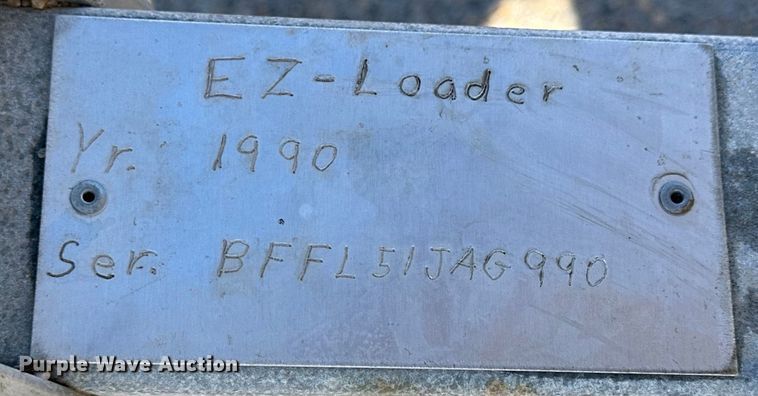 EZ-Loader
Yr. 1990
Ser. BFFL51JAG990
Purple Wave Auction